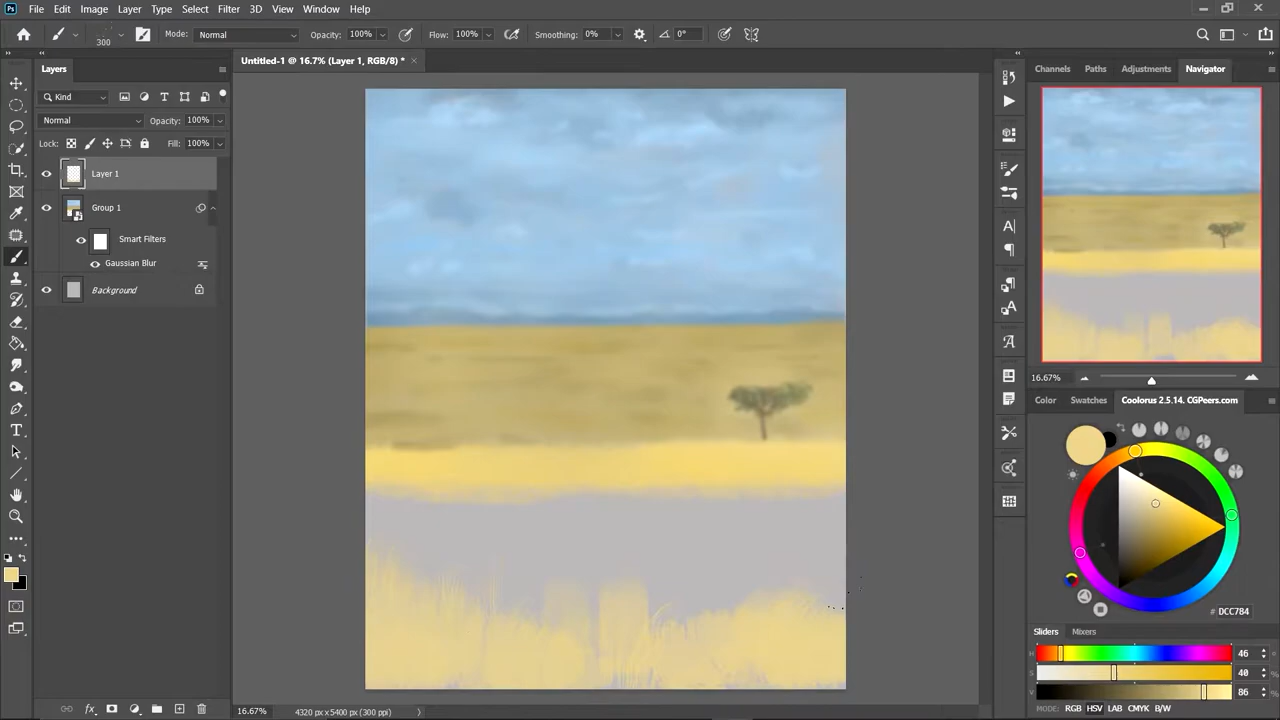 Ps File Edit Image Layer Type Select Filter 3D View Window Help
300 Mode: Normal Opacity: 100% Flow: 100% Smoothing: 0% 0°
Layers
Untitled-1 @ 16.7% (Layer 1, RGB/8) *
Channels Paths Adjustments Navigator
Kind
Normal Opacity: 100%
Lock: Fill: 100%
Layer 1
Group 1
Smart Filters
Gaussian Blur
Background
16.67%
Color Swatches Coolorus 2.5.14. CGPeers.com
# DCC784
Sliders Mixers
H 46 °
S 40 %
V 86 %
MODE: RGB HSV LAB CMYK B/W
16.67% 4320 px x 5400 px (300 ppi)